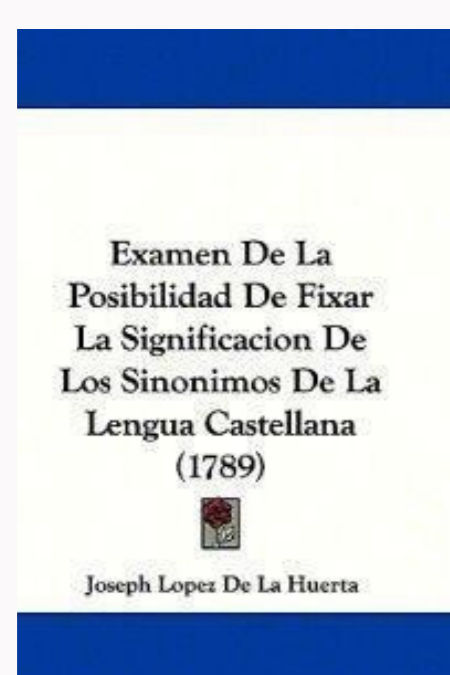 Examen De La
Posibilidad De Fixar
La Significacion De
Los Sinonimos De La
Lengua Castellana
(1789)
Joseph Lopez De La Huerta